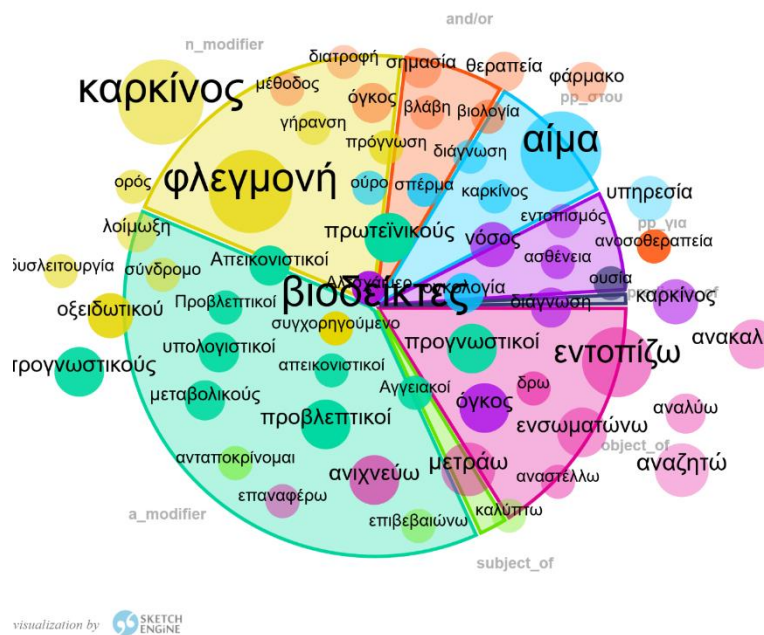 and/or
n_modifier
διατροφή
σημασία
θεραπεία
φάρμακο
μέθοδος
καρκίνος
όγκος
βλάβη
βιολογία
pp_στου
γήρανση
πρόγνωση
διάγνωση
αίμα
φλεγμονή
ορός
ούρο
σπέρμα
καρκίνος
υπηρεσία
λοίμωξη
πρωτεϊνικούς
εντοπισμός
pp_για
νόσος
ανοσοθεραπεία
Απεικονιστικοί
ασθένεια
δυσλειτουργία
σύνδρομο
ουσία
βιοδείκτες
ογκολογία
καρκίνος
οξειδωτικού
Προβλεπτικοί
διάγνωση
συγχορηγούμενο
προγνωστικοί
ανακαλ
υπολογιστικοί
εντοπίζω
προγνωστικούς
απεικονιστικοί
δρω
μεταβολικούς
Αγγειακοί
όγκος
αναλύω
προβλεπτικοί
ενσωματώνω
object_of
ανταποκρίνομαι
ανιχνεύω
μετράω
αναζητώ
αναστέλλω
επαναφέρω
a_modifier
επιβεβαιώνω
καλύπτω
subject_of
visualization by SKETCH ENGINE